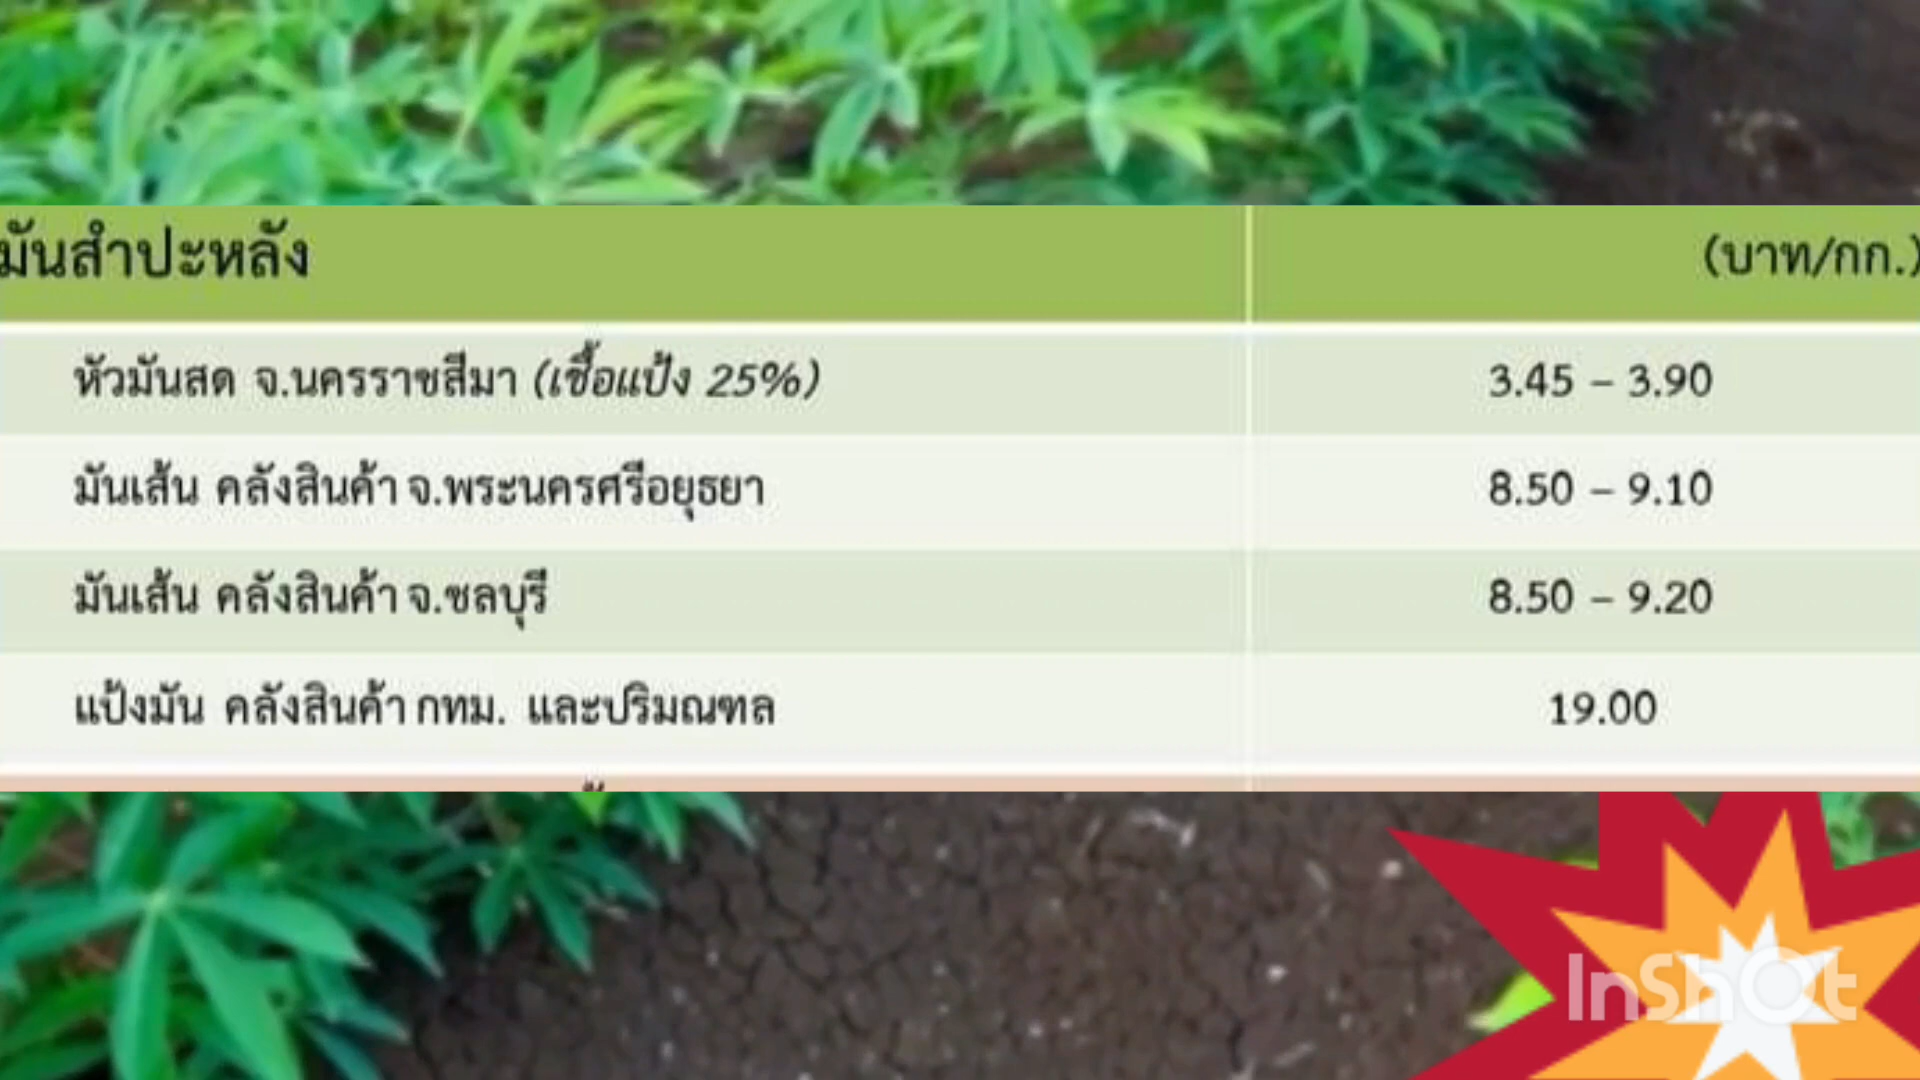 มันสำปะหลัง (บาท/กก.)
หัวมันสด จ.นครราชสีมา (เชื้อแป้ง 25%) 3.45 – 3.90
มันเส้น คลังสินค้า จ.พระนครศรีอยุธยา 8.50 – 9.10
มันเส้น คลังสินค้า จ.ชลบุรี 8.50 – 9.20
แป้งมัน คลังสินค้า กทม. และปริมณฑล 19.00
InShOt